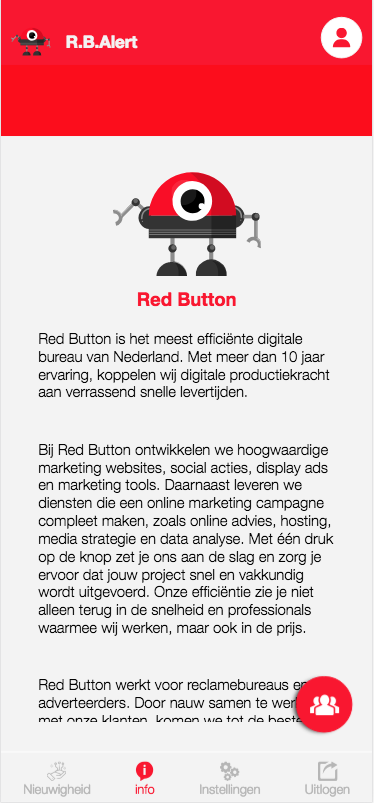 R.B.Alert
Red Button
Red Button is het meest efficiënte digitale
bureau van Nederland. Met meer dan 10 jaar
ervaring, koppelen wij digitale productiekracht
aan verrassend snelle levertijden.
Bij Red Button ontwikkelen we hoogwaardige
marketing websites, social acties, display ads
en marketing tools. Daarnaast leveren we
diensten die een online marketing campagne
compleet maken, zoals online advies, hosting,
media strategie en data analyse. Met één druk
op de knop zet je ons aan de slag en zorg je
ervoor dat jouw project snel en vakkundig
wordt uitgevoerd. Onze efficiëntie zie je niet
alleen terug in de snelheid en professionals
waarmee wij werken, maar ook in de prijs.
Red Button werkt voor reclamebureaus en
adverteerders. Door nauw samen te
met onze klanten, komen we tot de beste
Nieuwigheid
info
Instellingen
Uitlogen